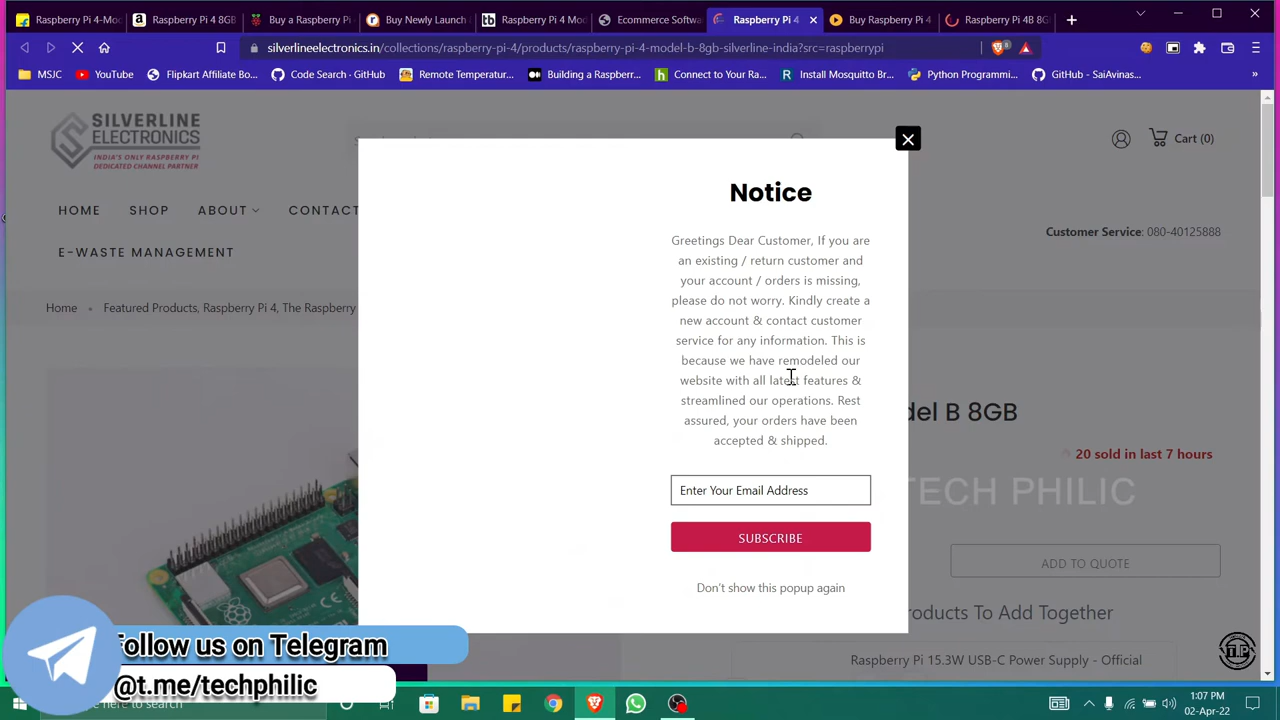 Raspberry Pi 4-Mod
Raspberry Pi 4 8GB
Buy a Raspberry
Buy Newly Launch
Raspberry Pi 4 Mod
Ecommerce Softwa
Raspberry Pi 4
Buy Raspberry Pi 4
Raspberry Pi 4B 8GB
silverlineelectronics.in/collections/raspberry-pi-4/products/raspberry-pi-4-model-b-8gb-silverline-india?src=raspberrypi
MSJC
YouTube
Flipkart Affiliate Bo...
Code Search · GitHub
Remote Temperatur...
Building a Raspberr...
Connect to Your Ra...
Install Mosquitto Br...
Python Programmi...
GitHub - SaiAvinas...
SILVERLINE
ELECTRONICS
INDIA'S ONLY RASPBERRY PI
DEDICATED CHANNEL PARTNER
Cart (0)
HOME SHOP ABOUT CONTACT
E-WASTE MANAGEMENT
Customer Service: 080-40125888
Home • Featured Products, Raspberry Pi 4, The Raspberry
Notice
Greetings Dear Customer, If you are
an existing / return customer and
your account / orders is missing,
please do not worry. Kindly create a
new account & contact customer
service for any information. This is
because we have remodeled our
website with all latest features &
streamlined our operations. Rest
assured, your orders have been
accepted & shipped.
Enter Your Email Address
SUBSCRIBE
Don't show this popup again
del B 8GB
20 sold in last 7 hours
TECH PHILIC
ADD TO QUOTE
roducts To Add Together
Raspberry Pi 15.3W USB-C Power Supply - Official
Follow us on Telegram
@t.me/techphilic
here to search
1:07 PM
02-Apr-22